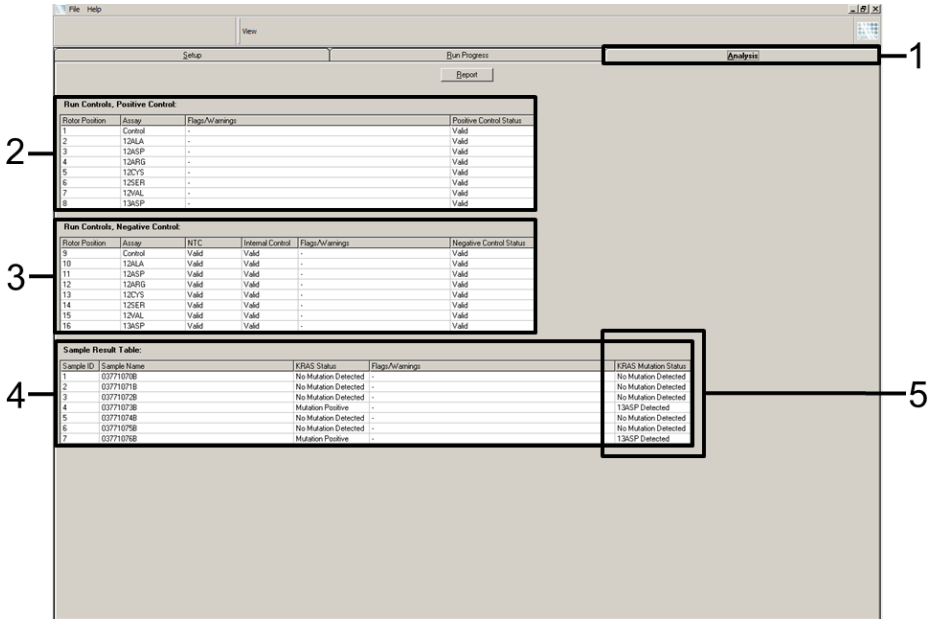 File Help
View
Setup Run Progress Analysis
1
Report
Run Controls, Positive Control:
Rotor Position Assay Flags/Warnings Positive Control Status
1 Control - Valid
2 12ALA - Valid
3 12ASP - Valid
4 12ARG - Valid
5 12CYS - Valid
6 12SER - Valid
7 12VAL - Valid
8 13ASP - Valid
2
Run Controls, Negative Control:
Rotor Position Assay NTC Internal Control Flags/Warnings Negative Control Status
9 Control Valid Valid - Valid
10 12ALA Valid Valid - Valid
11 12ASP Valid Valid - Valid
12 12ARG Valid Valid - Valid
13 12CYS Valid Valid - Valid
14 12SER Valid Valid - Valid
15 12VAL Valid Valid - Valid
16 13ASP Valid Valid - Valid
3
Sample Result Table:
Sample ID Sample Name KRAS Status Flags/Warnings KRAS Mutation Status
1 03771070B No Mutation Detected - No Mutation Detected
2 03771071B No Mutation Detected - No Mutation Detected
3 03771072B No Mutation Detected - No Mutation Detected
4 03771073B Mutation Positive - 13ASP Detected
5 03771074B No Mutation Detected - No Mutation Detected
6 03771075B No Mutation Detected - No Mutation Detected
7 03771076B Mutation Positive - 13ASP Detected
4
5